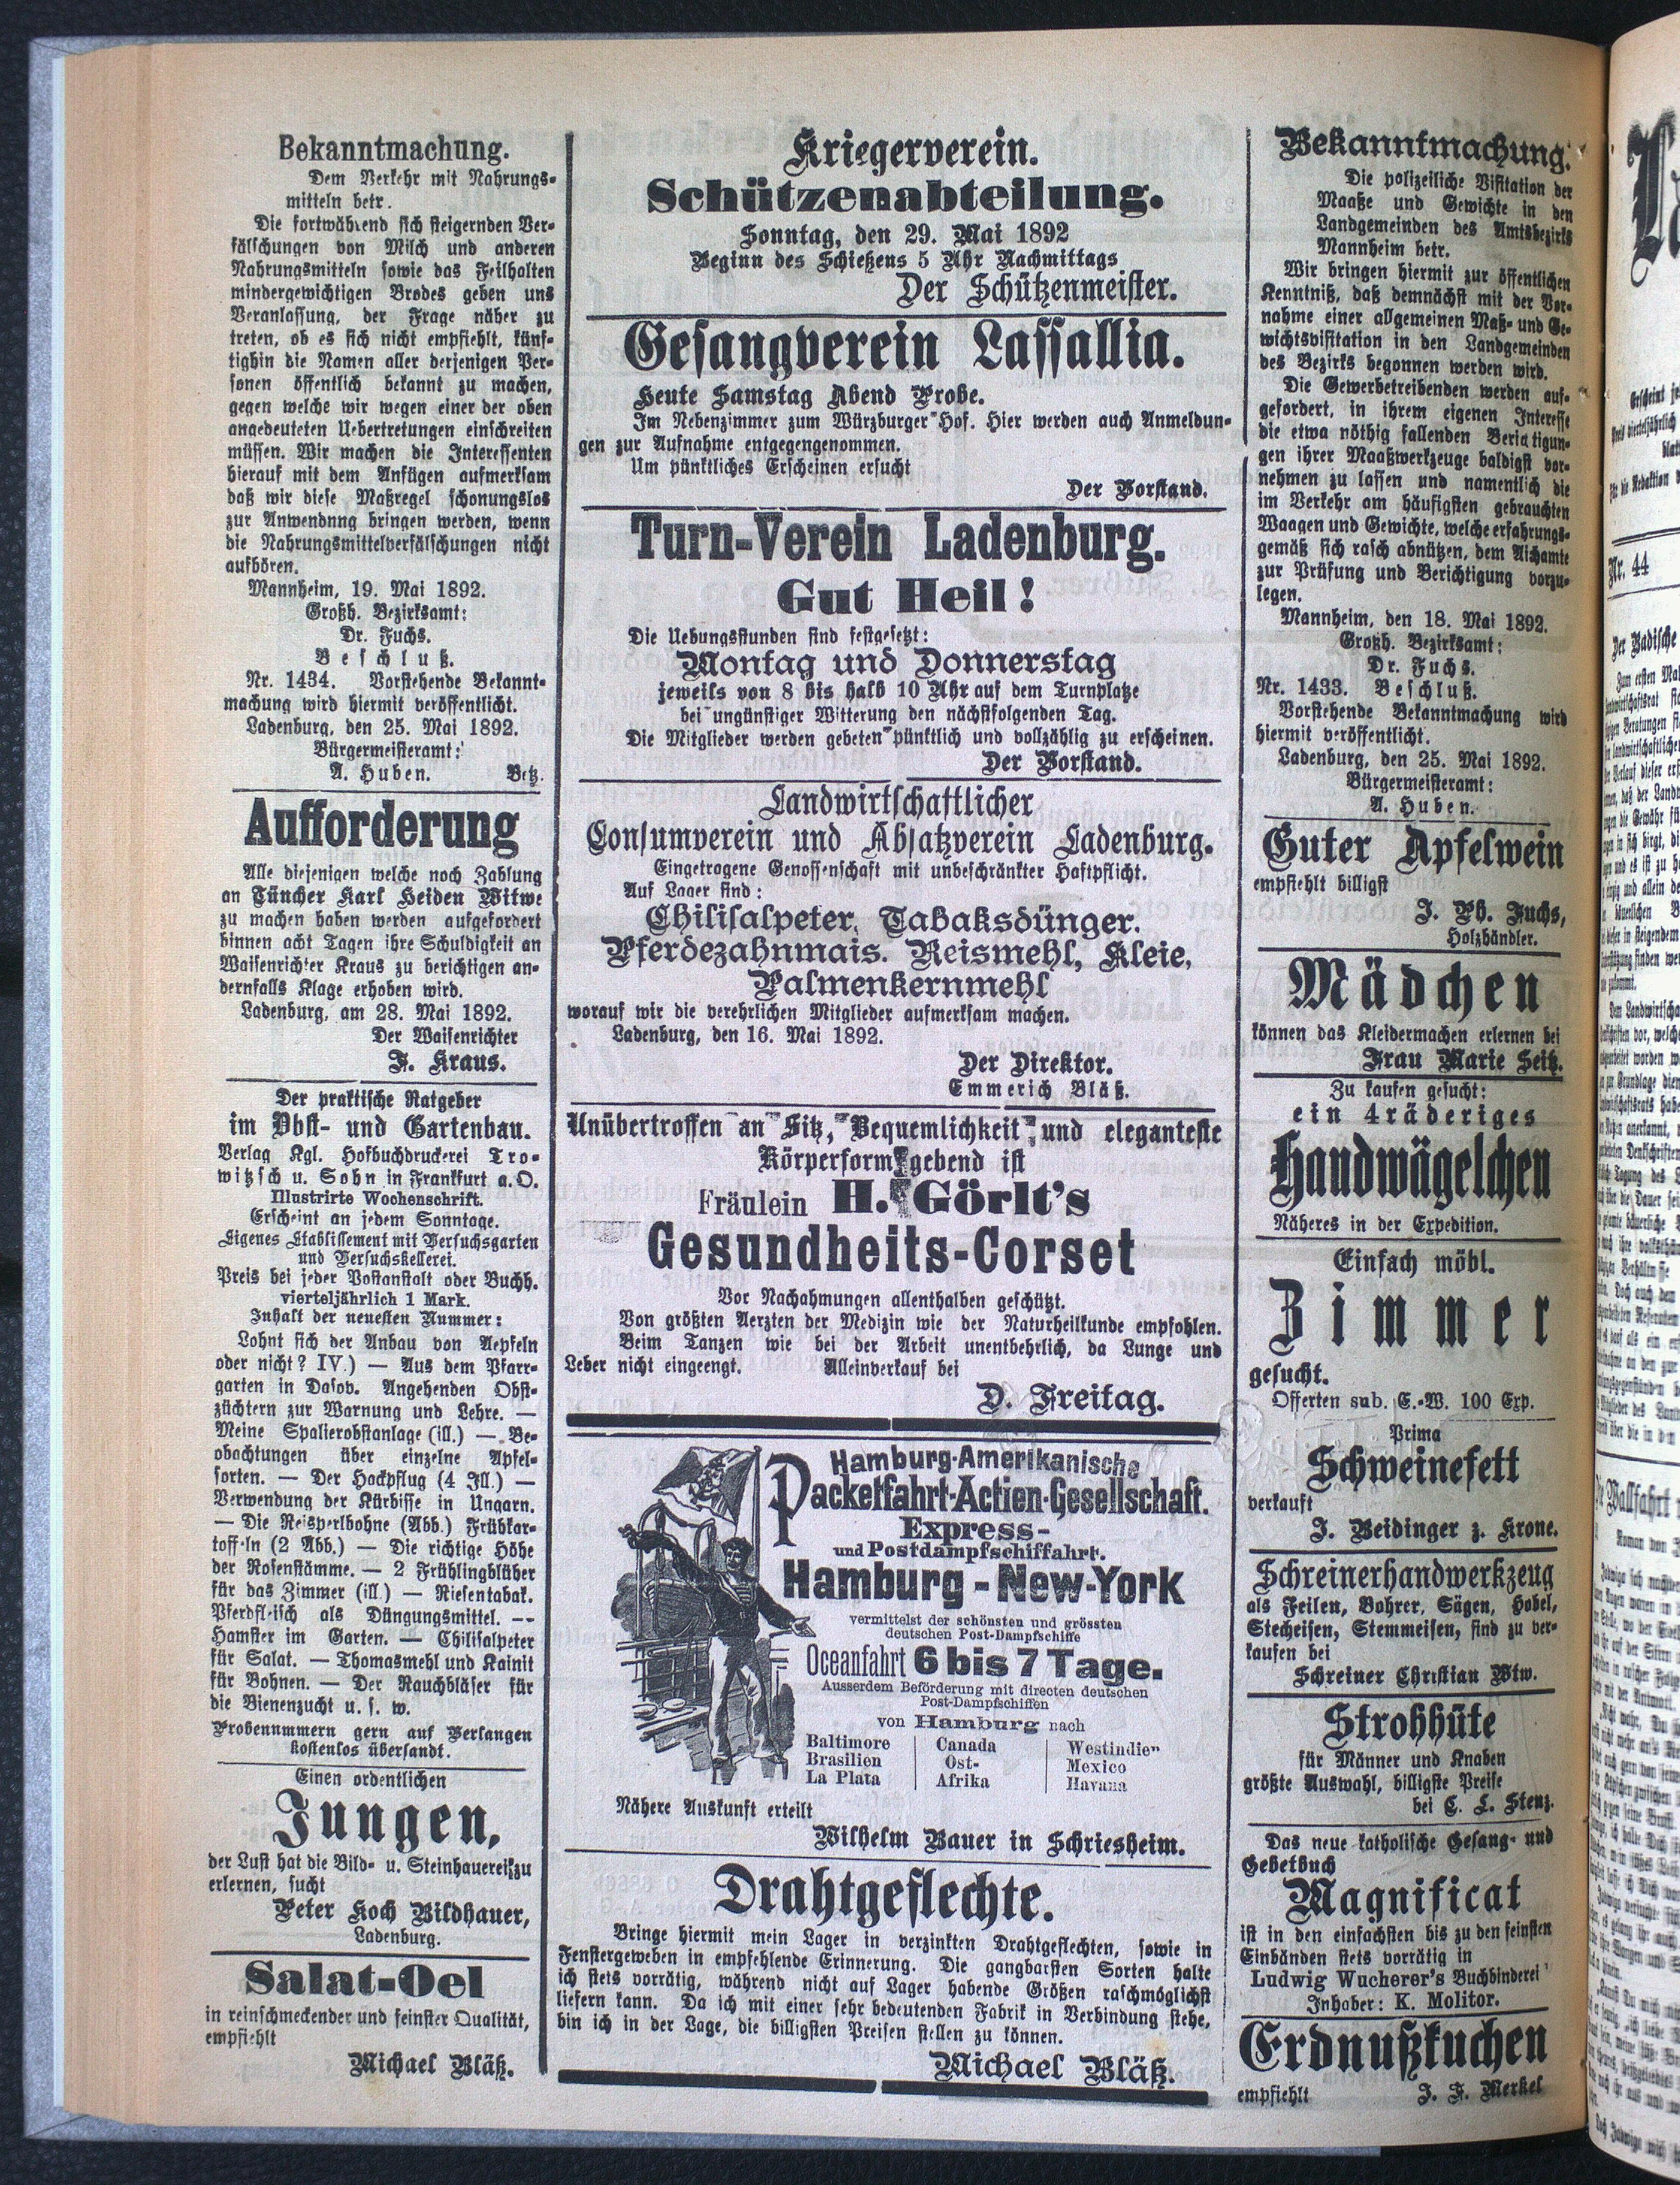 Bekanntmachung.
Dem Verkehr mit Nahrungs-
mitteln betr.
Die fortwährend sich steigernden Ver-
fälschungen von Milch und anderen
Nahrungsmitteln sowie das Feilhalten
mindergewichtigen Brodes geben uns
Veranlassung, der Frage näher zu
treten, ob es sich nicht empfiehlt, künf-
tighin die Namen aller derjenigen Per-
sonen öffentlich bekannt zu machen,
gegen welche wir wegen einer der oben
angedeuteten Uebertretungen einschreiten
müssen. Wir machen die Interessenten
hierauf mit dem Anfügen aufmerksam
daß wir diese Maßregel schonungslos
zur Anwendnng bringen werden, wenn
die Nahrungsmittelverfälschungen nicht
aufhören.
Mannheim, 19. Mai 1892.
Großh. Bezirksamt:
Dr. Fuchs.
Beschluß.
Nr. 1434. Vorstehende Bekannt-
machung wird hiermit veröffentlicht.
Ladenburg, den 25. Mai 1892.
Bürgermeisteramt:
A. Huben. Betz.
Aufforderung
Alle diejenigen welche noch Zahlung
an Tüncher Karl Heiden Witwe
zu machen haben werden aufgefordert
binnen acht Tagen ihre Schuldigkeit an
Waisenrichter Kraus zu berichtigen an-
dernfalls Klage erhoben wird.
Ladenburg, am 28. Mai 1892.
Der Waisenrichter
F. Kraus.
Der praktische Ratgeber
im Obst- und Gartenbau.
Verlag Kgl. Hofbuchdruckerei Tro-
witzsch u. Sohn in Frankfurt a. O.
Illustrirte Wochenschrift.
Erscheint an jedem Sonntage.
Eigenes Etablissement mit Versuchsgarten
und Versuchskellerei.
Preis bei jeder Postanstalt oder Buchh.
vierteljährlich 1 Mark.
Inhalt der neuesten Nummer:
Lohnt sich der Anbau von Aepfeln
oder nicht? IV.) — Aus dem Pfarr-
garten in Dasov. Angehenden Obst-
züchtern zur Warnung und Lehre. —
Meine Spalierobstanlage (ill.) — Be-
obachtungen über einzelne Apfel-
sorten. — Der Hackpflug (4 Ill.) —
Verwendung der Kürbisse in Ungarn.
— Die Reisperlbohne (Abb.) Frühkar-
toffeln (2 Abb.) — Die richtige Höhe
der Rosenstämme. — 2 Frühlingblüher
für das Zimmer (ill.) — Riesentabak.
Pferdfleisch als Düngungsmittel. —
Hamster im Garten. — Chilisalpeter
für Salat. — Thomasmehl und Kainit
für Bohnen. — Der Rauchbläser für
die Bienenzucht u. s. w.
Probennmmern gern auf Verlangen
kostenlos übersandt.
Einen ordentlichen
Jungen,
der Lust hat die Bild- u. Steinhauerei zu
erlernen, sucht
Peter Koch Bildhauer,
Ladenburg.
Salat-Oel
in reinschmeckender und feinster Qualität,
empfiehlt
Michael Bläß.
Kriegerverein.
Schützenabteilung.
Sonntag, den 29. Mai 1892
Beginn des Schießens 5 Uhr Nachmittags
Der Schützenmeister.
Gesangverein Lassallia.
Heute Samstag Abend Probe.
Im Nebenzimmer zum Würzburger Hof. Hier werden auch Anmeldun-
gen zur Aufnahme entgegengenommen.
Um pünktliches Erscheinen ersucht
Der Vorstand.
Turn-Verein Ladenburg.
Gut Heil!
Die Uebungsstunden sind festgesetzt:
Montag und Donnerstag
jeweils von 8 bis halb 10 Uhr auf dem Turnplatze
bei ungünstiger Witterung den nächstfolgenden Tag.
Die Mitglieder werden gebeten pünktlich und vollzählig zu erscheinen.
Der Vorstand.
Landwirtschaftlicher
Consumverein und Absatzverein Ladenburg.
Eingetragene Genossenschaft mit unbeschränkter Haftpflicht.
Auf Lager sind:
Chilisalpeter, Tabaksdünger.
Pferdezahnmais. Reismehl, Kleie,
Palmenkernmehl
worauf wir die verehrlichen Mitglieder aufmerksam machen.
Ladenburg, den 16. Mai 1892.
Der Direktor.
Emmerich Bläß.
Unübertroffen an Sitz, Bequemlichkeit und eleganteste
Körperform gebend ist
Fräulein H. Görlt's
Gesundheits-Corset
Vor Nachahmungen allenthalben geschützt.
Von größten Aerzten der Medizin wie der Naturheilkunde empfohlen.
Beim Tanzen wie bei der Arbeit unentbehrlich, da Lunge und
Leber nicht eingeengt. Alleinverkauf bei
D. Freitag.
Hamburg-Amerikanische
Packetfahrt-Actien-Gesellschaft.
Express-
und Postdampfschiffahrt.
Hamburg - New-York
vermittelst der schönsten und grössten
deutschen Post-Dampfschiffe
Oceanfahrt 6 bis 7 Tage.
Ausserdem Beförderung mit directen deutschen
Post-Dampfschiffen
von Hamburg nach
Baltimore Canada Westindien
Brasilien Ost- Mexico
La Plata Afrika Havana
Nähere Auskunft erteilt
Wilhelm Bauer in Schriesheim.
Drahtgeflechte.
Bringe hiermit mein Lager in verzinkten Drahtgeflechten, sowie in
Fenstergeweben in empfehlende Erinnerung. Die gangbarsten Sorten halte
ich stets vorrätig, während nicht auf Lager habende Größen raschmöglichst
liefern kann. Da ich mit einer sehr bedeutenden Fabrik in Verbindung stehe,
bin ich in der Lage, die billigsten Preisen stellen zu können.
Michael Bläß.
Bekanntmachung.
Die polizeiliche Visitation der
Maaße und Gewichte in den
Landgemeinden des Amtsbezirks
Mannheim betr.
Wir bringen hiermit zur öffentlichen
Kenntniß, daß demnächst mit der Vor-
nahme einer allgemeinen Maß- und Ge-
wichtsvisitation in den Landgemeinden
des Bezirks begonnen werden wird.
Die Gewerbetreibenden werden auf-
gefordert, in ihrem eigenen Interesse
die etwa nöthig fallenden Berichtigun-
gen ihrer Maaßwerkzeuge baldigst vor-
nehmen zu lassen und namentlich die
im Verkehr am häufigsten gebrauchten
Waagen und Gewichte, welche erfahrungs-
gemäß sich rasch abnützen, dem Aichamte
zur Prüfung und Berichtigung vorzu-
legen.
Mannheim, den 18. Mai 1892.
Großh. Bezirksamt:
Dr. Fuchs.
Nr. 1433. Beschluß.
Vorstehende Bekanntmachung wird
hiermit veröffentlicht.
Ladenburg, den 25. Mai 1892.
Bürgermeisteramt:
A. Huben.
Guter Apfelwein
empfiehlt billigst
J. Ph. Fuchs,
Holzhändler.
Mädchen
können das Kleidermachen erlernen bei
Frau Marie Seitz.
Zu kaufen gesucht:
ein 4räderiges
Handwägelchen
Näheres in der Expedition.
Einfach möbl.
Zimmer
gesucht.
Offerten sub. E.-W. 100 Exp.
Prima
Schweinefett
verkauft
J. Beidinger z. Krone.
Schreinerhandwerkzeug
als Feilen, Bohrer, Sägen, Hobel,
Stecheisen, Stemmeisen, sind zu ver-
kaufen bei
Schreiner Christian Wtw.
Strohhüte
für Männer und Knaben
größte Auswahl, billigste Preise
bei C. L. Stenz.
Das neue katholische Gesang- und
Gebetbuch
Magnificat
ist in den einfachsten bis zu den feinsten
Einbänden stets vorrätig in
Ludwig Wucherer's Buchbinderei
Inhaber: K. Molitor.
Erdnußkuchen
empfiehlt J. F. Merkel
Nr. 44